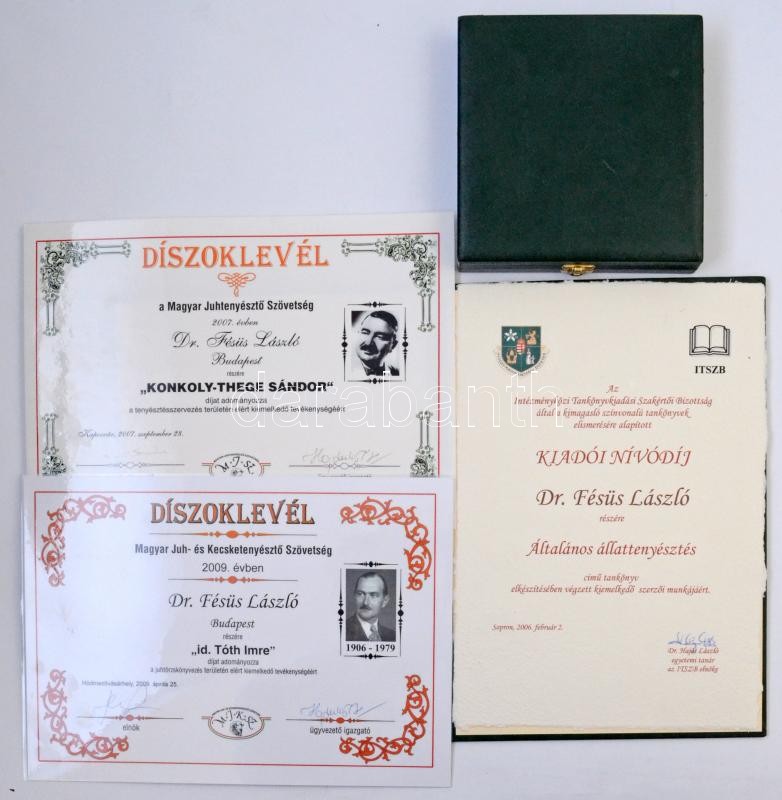 DÍSZOKLEVÉL
a Magyar Juhtenyésztő Szövetség
2007. évben
Dr. Fésüs László
Budapest
részére
„KONKOLY-THEGE SÁNDOR"
díjat adományozza
a tenyésztésszervezés területén elért kiemelkedő tevékenységéért
Kaposvár, 2007. szeptember 28.
M·J·SZ
DÍSZOKLEVÉL
Magyar Juh- és Kecsketenyésztő Szövetség
2009. évben
Dr. Fésüs László
Budapest
részére
„id. Tóth Imre"
díjat adományozza
a juhtörzskönyvezés területén elért kiemelkedő tevékenységéért
1906 - 1979
Hódmezővásárhely, 2009. április 25.
elnök
M·J·K·SZ
ügyvezető igazgató
ITSZB
Az
Intézményközi Tankönyvkiadási Szakértői Bizottság
által a kimagasló színvonalú tankönyvek
elismerésére alapított
KIADÓI NÍVÓDÍJ
Dr. Fésüs László
részére
Általános állattenyésztés
című tankönyv
elkészítésében végzett kiemelkedő szerzői munkájáért.
Sopron, 2006. február 2.
Dr. Hajdú László
egyetemi tanár
az ITSZB elnöke
darabanth